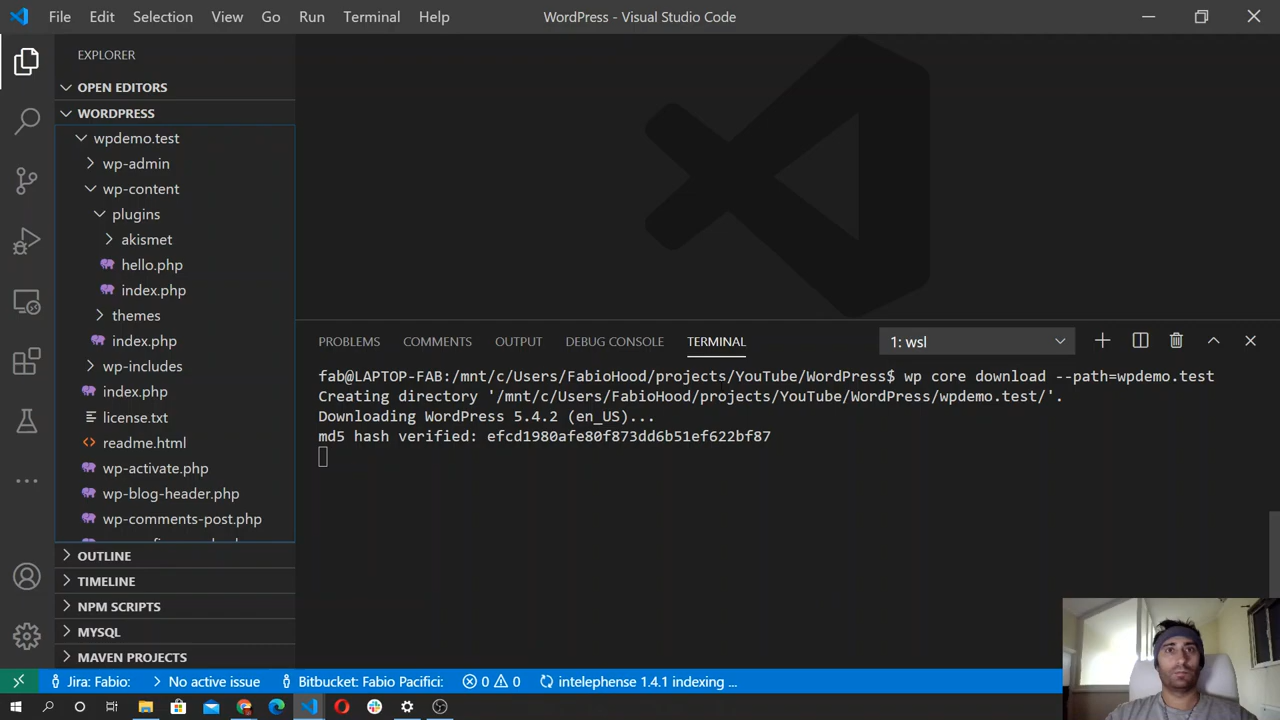 File Edit Selection View Go Run Terminal Help
WordPress - Visual Studio Code
EXPLORER
OPEN EDITORS
WORDPRESS
wpdemo.test
wp-admin
wp-content
plugins
akismet
hello.php
index.php
themes
index.php
wp-includes
index.php
license.txt
readme.html
wp-activate.php
wp-blog-header.php
wp-comments-post.php
OUTLINE
TIMELINE
NPM SCRIPTS
MYSQL
MAVEN PROJECTS
PROBLEMS COMMENTS OUTPUT DEBUG CONSOLE TERMINAL
1: wsl
fab@LAPTOP-FAB:/mnt/c/Users/FabioHood/projects/YouTube/WordPress$ wp core download --path=wpdemo.test
Creating directory '/mnt/c/Users/FabioHood/projects/YouTube/WordPress/wpdemo.test/'.
Downloading WordPress 5.4.2 (en_US)...
md5 hash verified: efcd1980afe80f873dd6b51ef622bf87
Jira: Fabio: No active issue Bitbucket: Fabio Pacifici: 0 0 intelephense 1.4.1 indexing ...